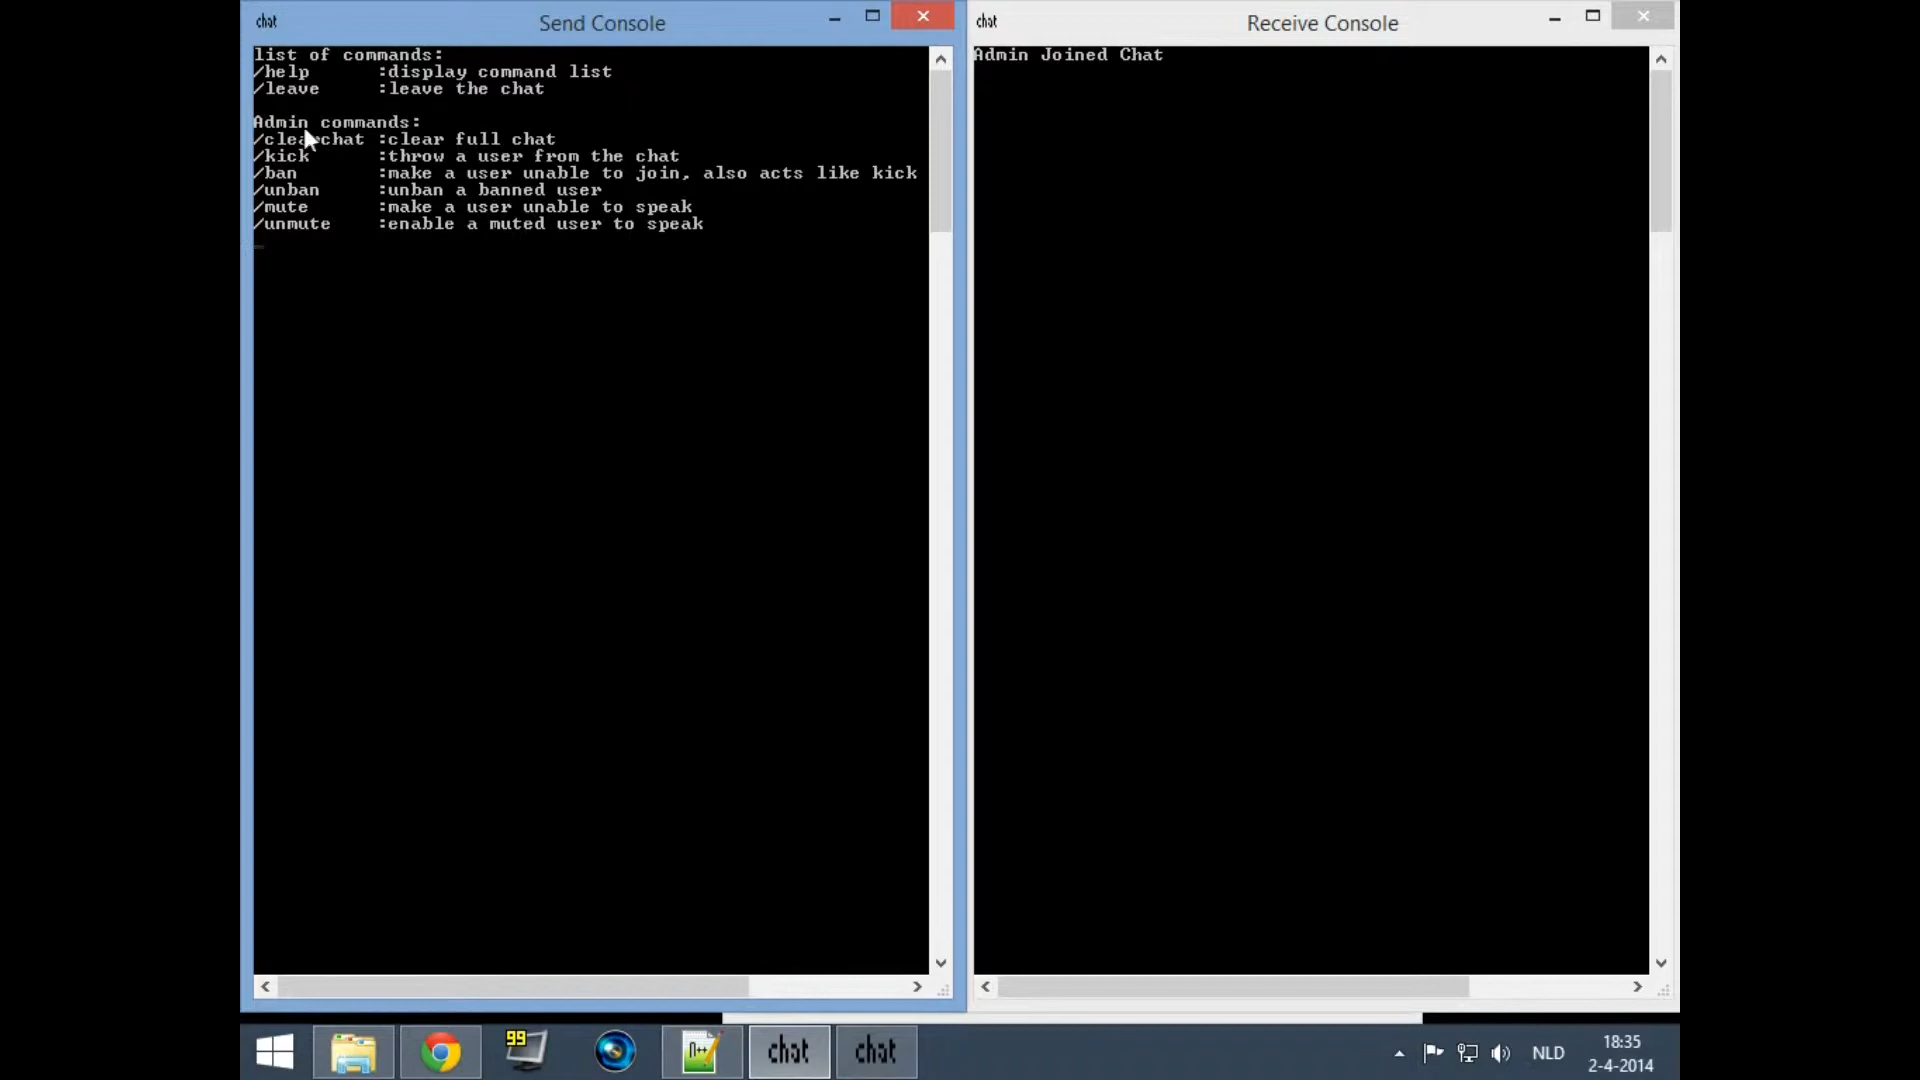 chat Send Console
list of commands:
/help :display command list
/leave :leave the chat
Admin commands:
/clearchat :clear full chat
/kick :throw a user from the chat
/ban :make a user unable to join, also acts like kick
/unban :unban a banned user
/mute :make a user unable to speak
/unmute :enable a muted user to speak
chat Receive Console
Admin Joined Chat
99
n++
chat
chat
NLD
18:35
2-4-2014